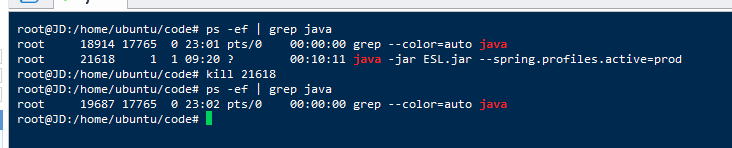 root@JD:/home/ubuntu/code# ps -ef | grep java
root     18914 17765  0 23:01 pts/0    00:00:00 grep --color=auto java
root     21618     1  1 09:20 ?        00:10:11 java -jar ESL.jar --spring.profiles.active=prod
root@JD:/home/ubuntu/code# kill 21618
root@JD:/home/ubuntu/code# ps -ef | grep java
root     19687 17765  0 23:02 pts/0    00:00:00 grep --color=auto java
root@JD:/home/ubuntu/code#